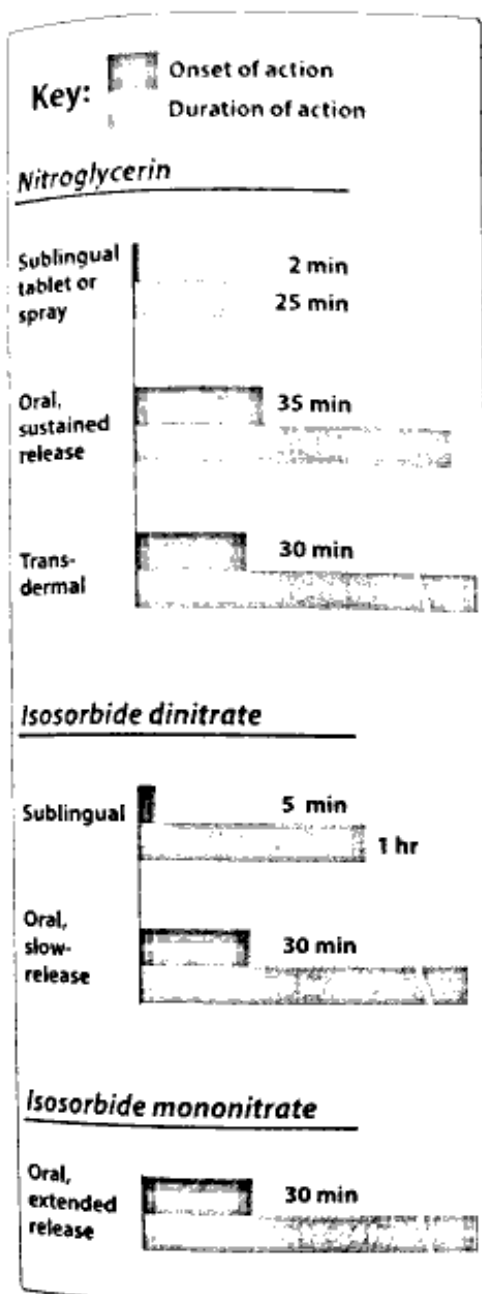 Key:
Onset of action
Duration of action
Nitroglycerin
Sublingual
tablet or
spray
2 min
25 min
Oral,
sustained
release
35 min
Trans-
dermal
30 min
Isosorbide dinitrate
Sublingual
5 min
1 hr
Oral,
slow-
release
30 min
Isosorbide mononitrate
Oral,
extended
release
30 min